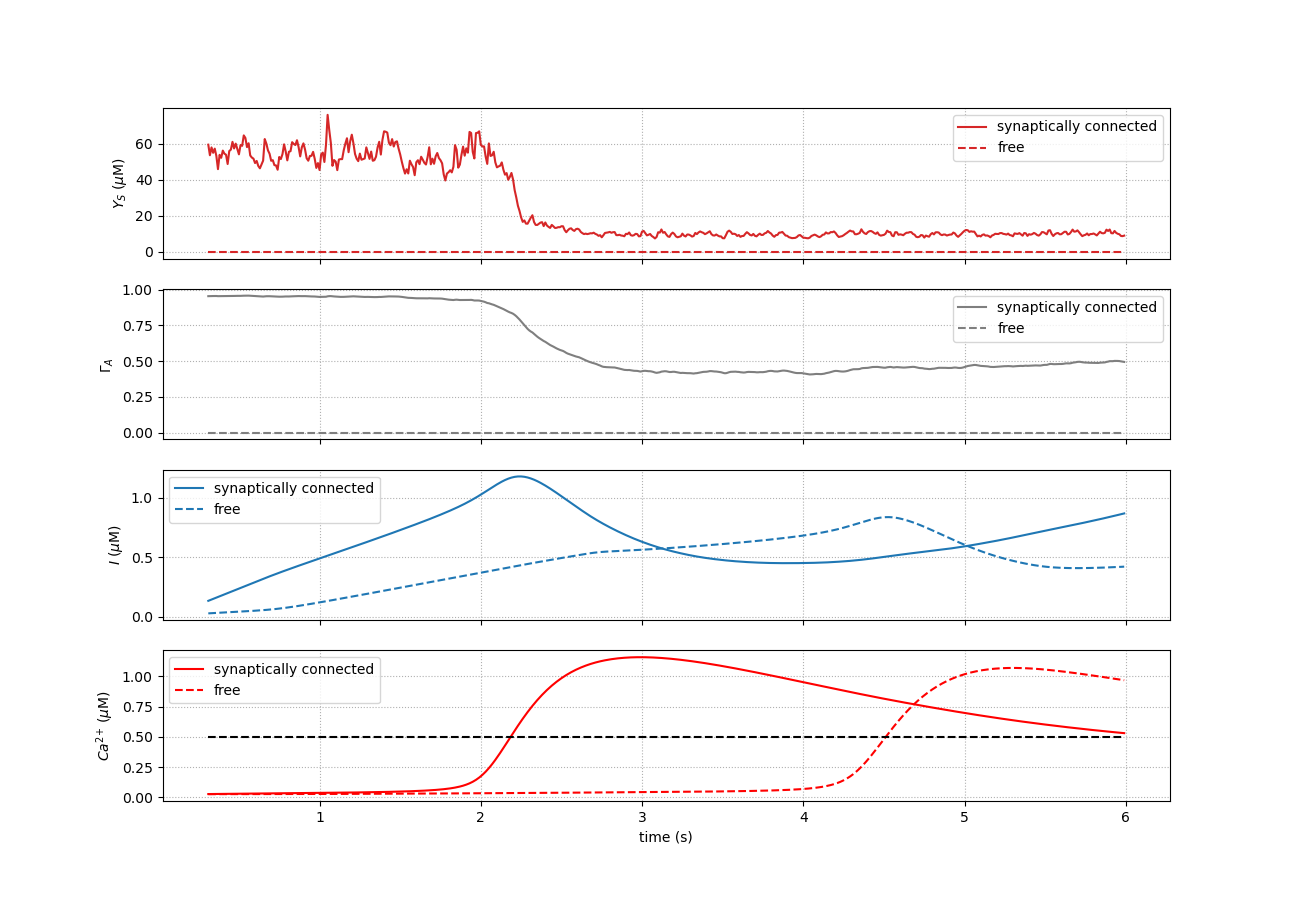 60
40
20
0
Y_S (μM)
synaptically connected
free
1.00
0.75
0.50
0.25
0.00
Γ_A
synaptically connected
free
1.0
0.5
0.0
I (μM)
synaptically connected
free
1.00
0.75
0.50
0.25
0.00
Ca²⁺ (μM)
synaptically connected
free
1 2 3 4 5 6
time (s)